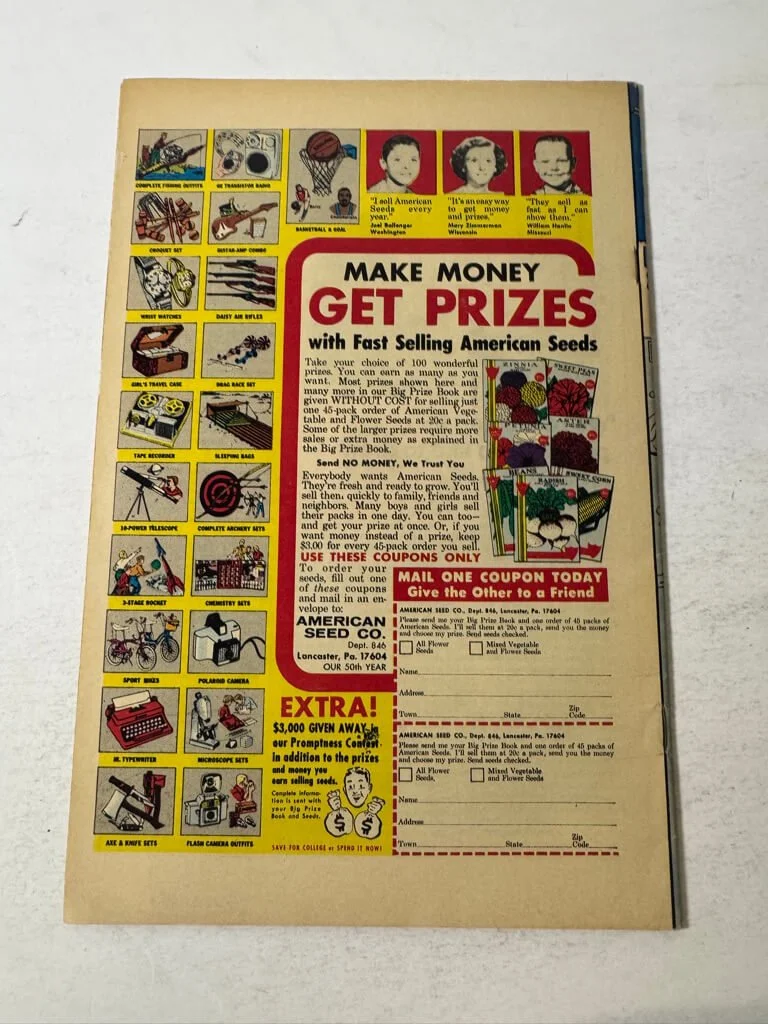 COMPLETE FISHING OUTFITS
GE TRANSISTOR RADIO
BASKETBALL & GOAL
CROQUET SET
GUITAR-AMP COMBO
WRIST WATCHES
DAISY AIR RIFLES
GIRL'S TRAVEL CASE
DRAG RACE SET
TAPE RECORDER
SLEEPING BAGS
10-POWER TELESCOPE
COMPLETE ARCHERY SETS
3-STAGE ROCKET
CHEMISTRY SETS
SPORT BIKES
POLAROID CAMERA
JR. TYPEWRITER
MICROSCOPE SETS
AXE & KNIFE SETS
FLASH CAMERA OUTFITS
"I sell American
Seeds every
year."
Joel Ballenger
Washington
"It's an easy way
to get money
and prizes."
Mary Zimmerman
Wisconsin
"They sell as
fast as I can
show them."
William Hanlin
Missouri
MAKE MONEY
GET PRIZES
with Fast Selling American Seeds
Take your choice of 100 wonderful
prizes. You can earn as many as you
want. Most prizes shown here and
many more in our Big Prize Book are
given WITHOUT COST for selling just
one 45-pack order of American Vege-
table and Flower Seeds at 20c a pack.
Some of the larger prizes require more
sales or extra money as explained in
the Big Prize Book.
Send NO MONEY, We Trust You
Everybody wants American Seeds.
They're fresh and ready to grow. You'll
sell them quickly to family, friends and
neighbors. Many boys and girls sell
their packs in one day. You can too—
and get your prize at once. Or, if you
want money instead of a prize, keep
$3.00 for every 45-pack order you sell.
USE THESE COUPONS ONLY
To order your
seeds, fill out one
of these coupons
and mail in an en-
velope to:
AMERICAN
SEED CO.
Dept. 846
Lancaster, Pa. 17604
OUR 50th YEAR
ZINNIA
SWEET PEAS
PETUNIA
ASTER
BEANS
RADISH
SWEET CORN
MAIL ONE COUPON TODAY
Give the Other to a Friend
AMERICAN SEED CO., Dept. 846, Lancaster, Pa. 17604
Please send me your Big Prize Book and one order of 45 packs of
American Seeds. I'll sell them at 20c a pack, send you the money
and choose my prize. Send seeds checked.
All Flower
Seeds
Mixed Vegetable
and Flower Seeds
Name
Address
Town State Zip
Code
AMERICAN SEED CO., Dept. 846, Lancaster, Pa. 17604
Please send me your Big Prize Book and one order of 45 packs of
American Seeds. I'll sell them at 20c a pack, send you the money
and choose my prize. Send seeds checked.
All Flower
Seeds
Mixed Vegetable
and Flower Seeds
Name
Address
Town State Zip
Code
EXTRA!
$3,000 GIVEN AWAY in
our Promptness Contest
in addition to the prizes
and money you
earn selling seeds.
Complete informa-
tion is sent with
your Big Prize
Book and Seeds.
$ $
SAVE FOR COLLEGE or SPEND IT NOW!